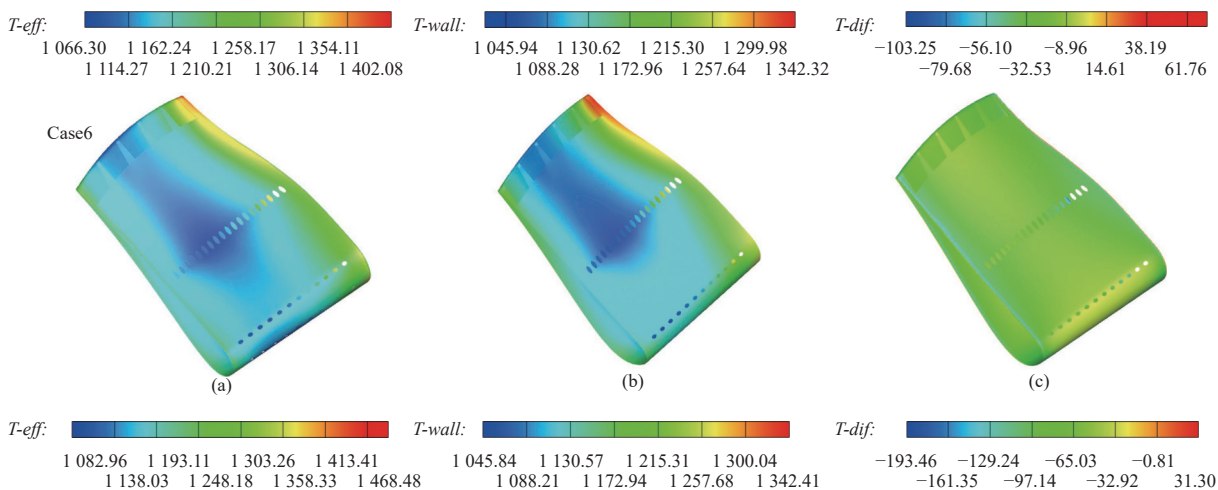 T-eff: T-wall: T-dif:
1 066.30 1 162.24 1 258.17 1 354.11 1 045.94 1 130.62 1 215.30 1 299.98 −103.25 −56.10 −8.96 38.19
1 114.27 1 210.21 1 306.14 1 402.08 1 088.28 1 172.96 1 257.64 1 342.32 −79.68 −32.53 14.61 61.76
Case6
(a) (b) (c)
T-eff: T-wall: T-dif:
1 082.96 1 193.11 1 303.26 1 413.41 1 045.84 1 130.57 1 215.31 1 300.04 −193.46 −129.24 −65.03 −0.81
1 138.03 1 248.18 1 358.33 1 468.48 1 088.21 1 172.94 1 257.68 1 342.41 −161.35 −97.14 −32.92 31.30